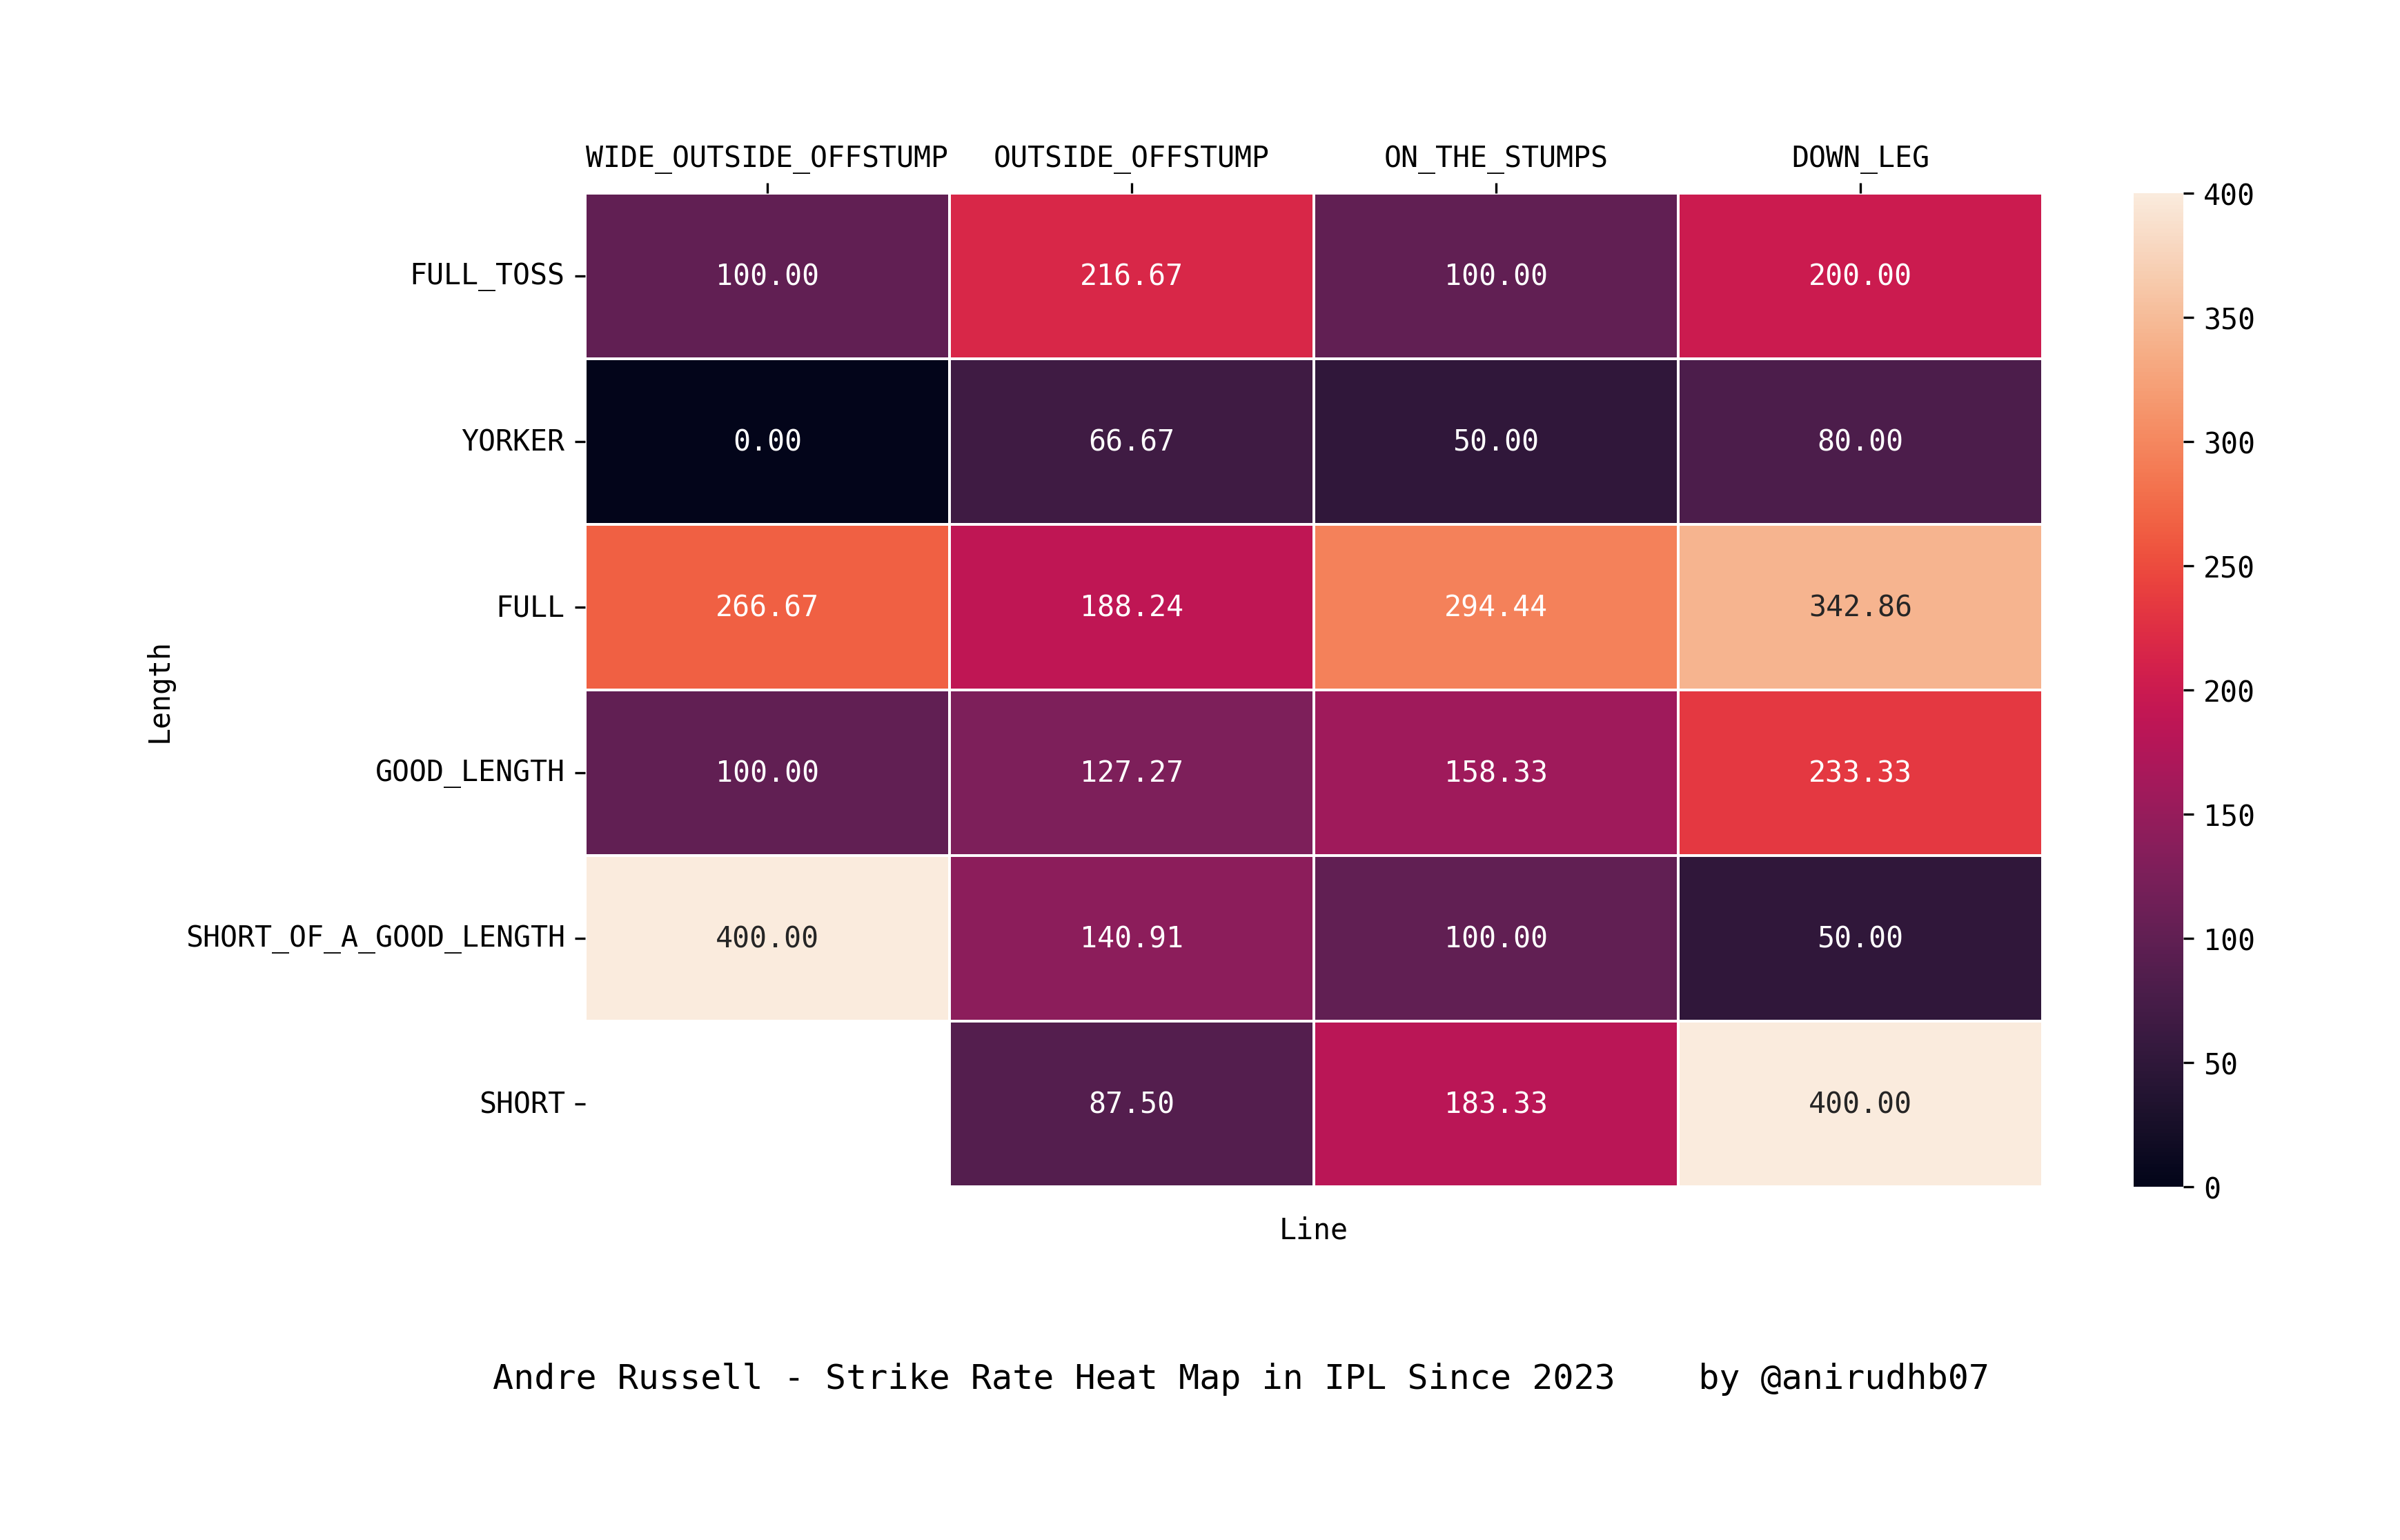 WIDE_OUTSIDE_OFFSTUMP OUTSIDE_OFFSTUMP ON_THE_STUMPS DOWN_LEG
400
FULL_TOSS 100.00 216.67 100.00 200.00
350
YORKER 0.00 66.67 50.00 80.00
300
250
FULL 266.67 188.24 294.44 342.86
Length
200
GOOD_LENGTH 100.00 127.27 158.33 233.33
150
SHORT_OF_A_GOOD_LENGTH 400.00 140.91 100.00 50.00
100
50
SHORT 87.50 183.33 400.00
0
Line
Andre Russell - Strike Rate Heat Map in IPL Since 2023 by @anirudhb07